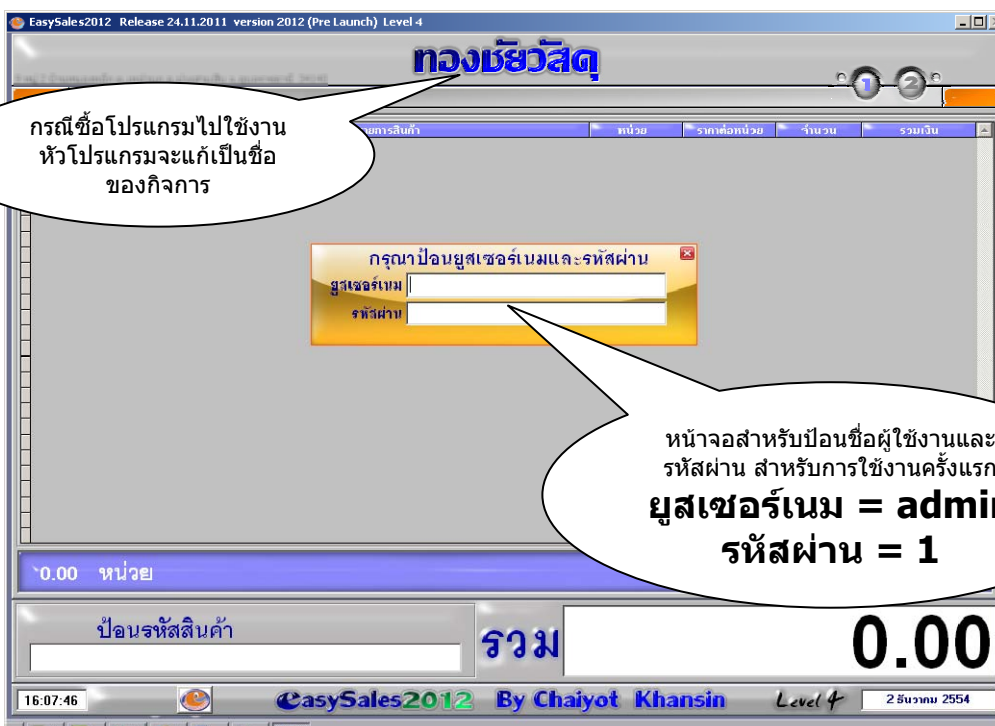 EasySales2012 Release 24.11.2011 version 2012 (Pre Launch) Level 4
ทองชัยวัสดุ
1 2
กรณีซื้อโปรแกรมไปใช้งาน
หัวโปรแกรมจะแก้เป็นชื่อ
ของกิจการ
ายการสินค้า หน่วย ราคาต่อหน่วย จำนวน รวมเงิน
กรุณาป้อนยูสเซอร์เนมและรหัสผ่าน
ยูสเซอร์เนม
รหัสผ่าน
หน้าจอสำหรับป้อนชื่อผู้ใช้งานและ
รหัสผ่าน สำหรับการใช้งานครั้งแรก
ยูสเซอร์เนม = admin
รหัสผ่าน = 1
0.00 หน่วย
ป้อนรหัสสินค้า
รวม 0.00
16:07:46 EasySales2012 By Chaiyot Khansin Level 4 2 ธันวาคม 2554